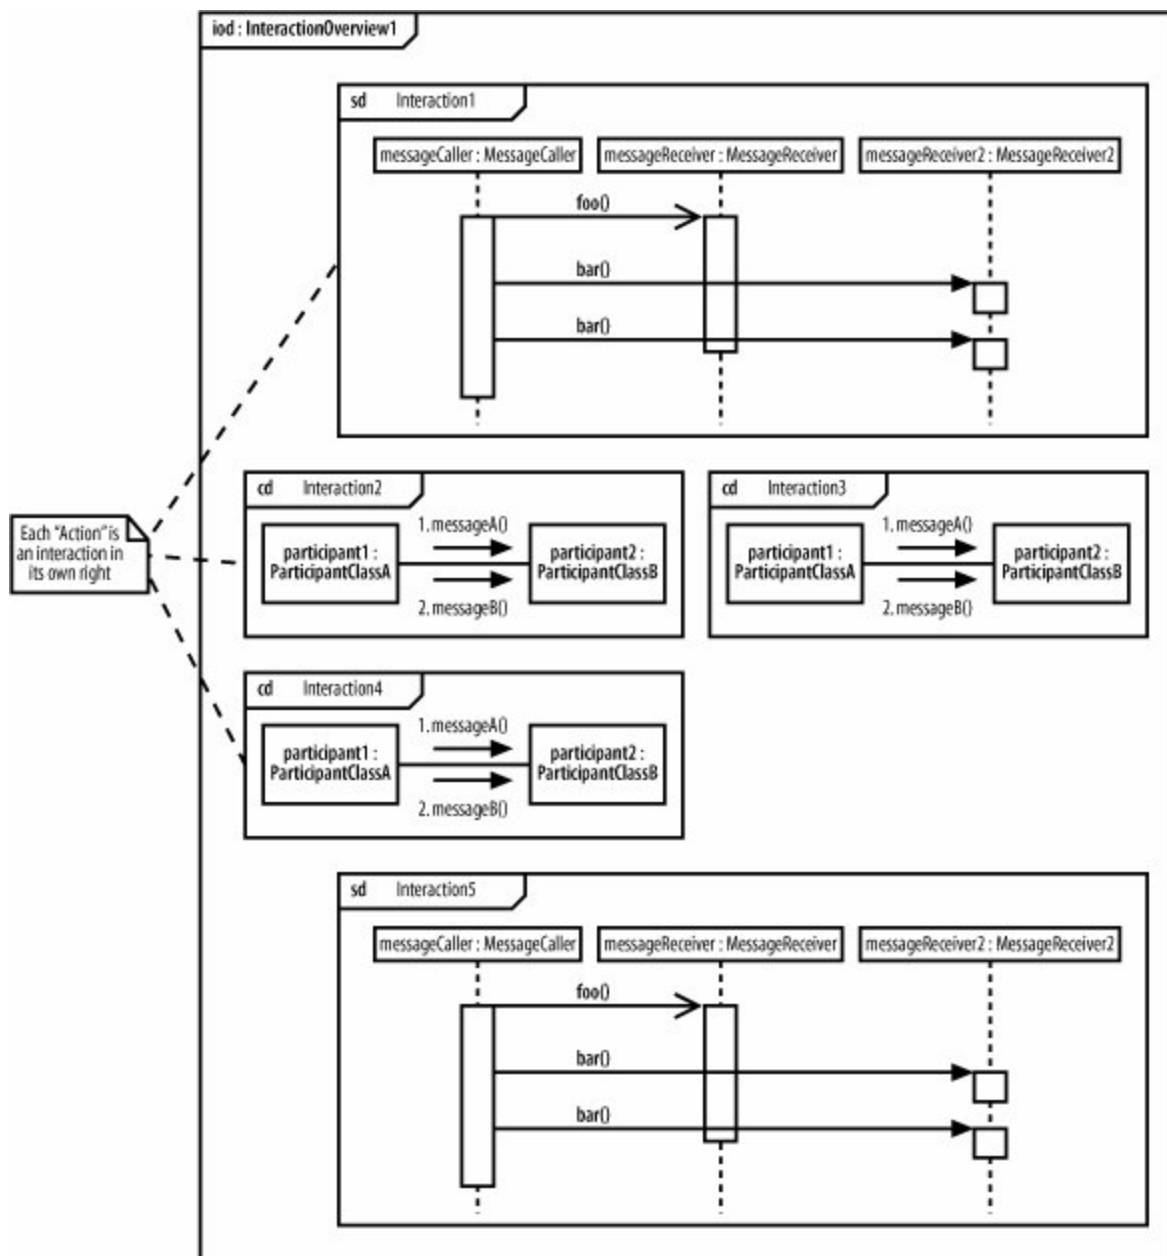 iod : InteractionOverview1
sd Interaction1
messageCaller : MessageCaller
messageReceiver : MessageReceiver
messageReceiver2 : MessageReceiver2
foo()
bar()
bar()
Each “Action” is
an interaction in
its own right
cd Interaction2
1. messageA()
participant1 :
ParticipantClassA
participant2 :
ParticipantClassB
2. messageB()
cd Interaction3
1. messageA()
participant1 :
ParticipantClassA
participant2 :
ParticipantClassB
2. messageB()
cd Interaction4
1. messageA()
participant1 :
ParticipantClassA
participant2 :
ParticipantClassB
2. messageB()
sd Interaction5
messageCaller : MessageCaller
messageReceiver : MessageReceiver
messageReceiver2 : MessageReceiver2
foo()
bar()
bar()